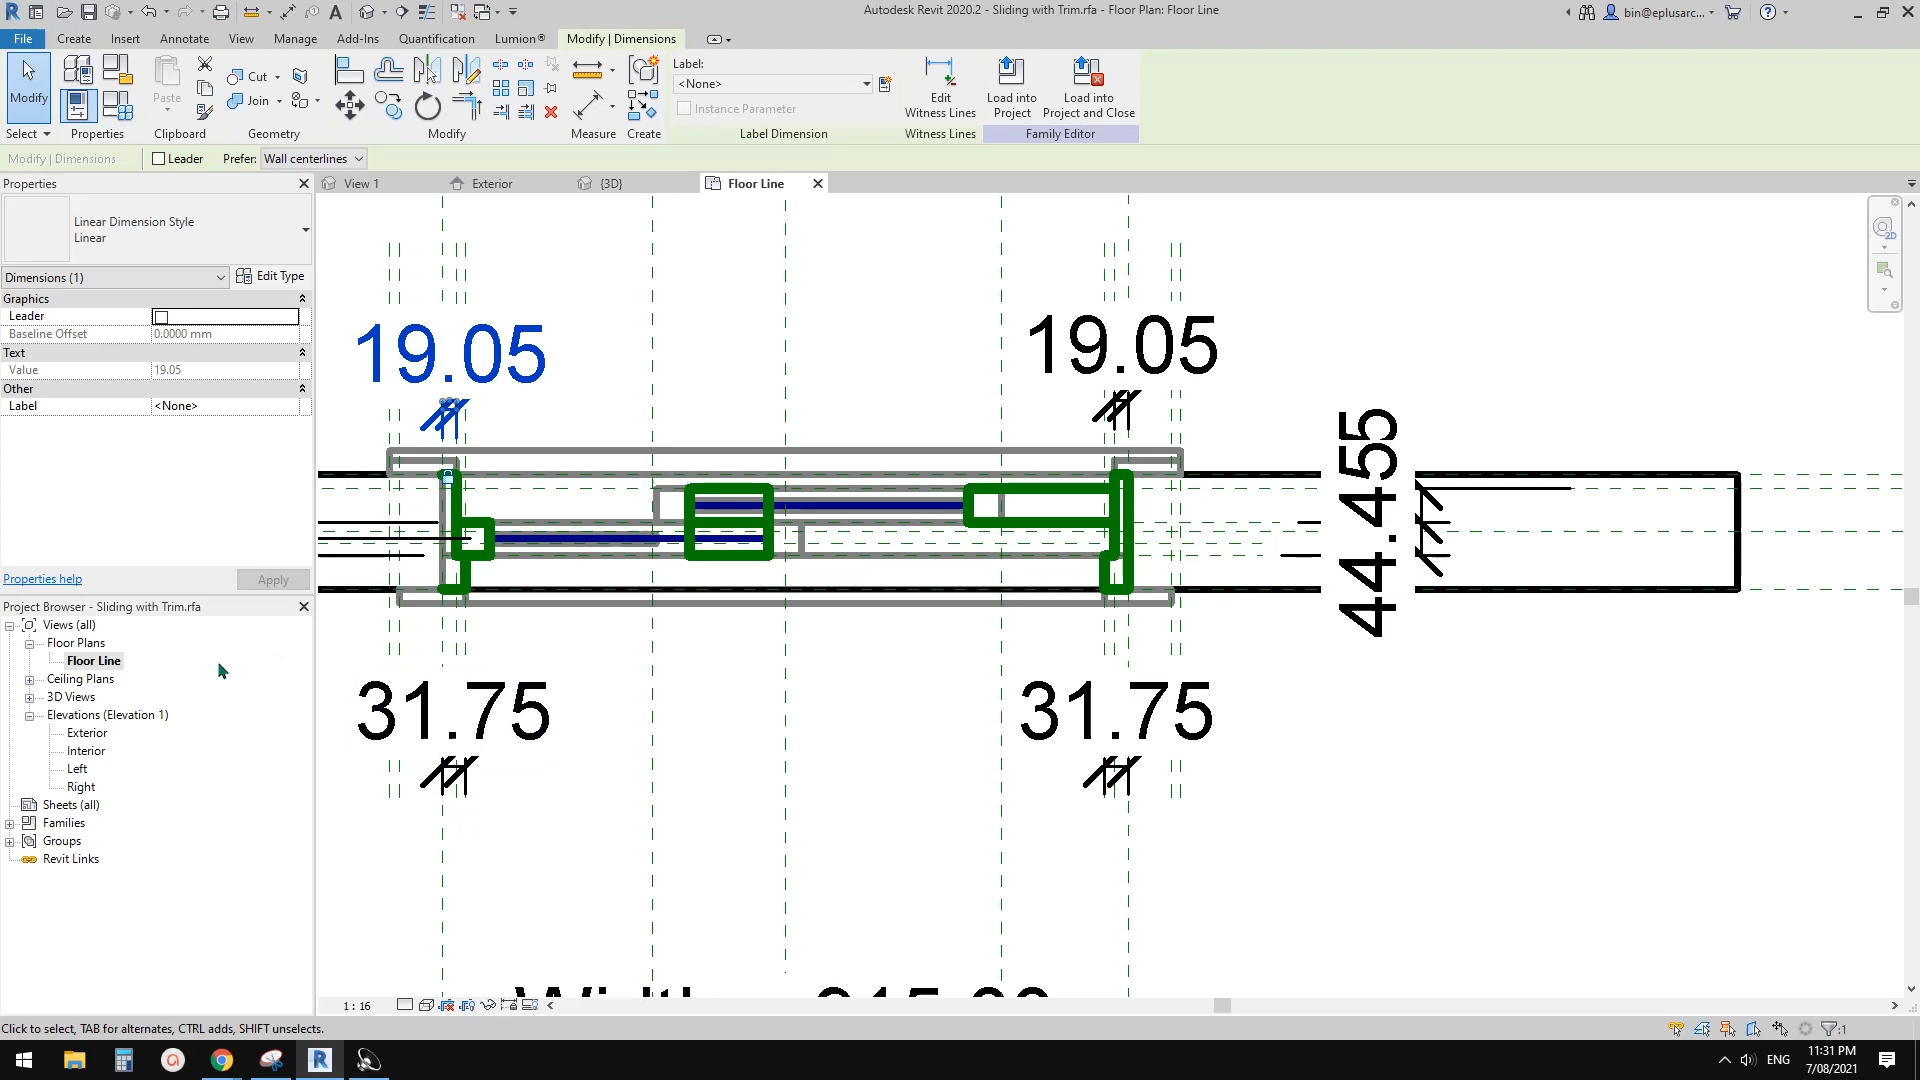 Autodesk Revit 2020.2 - Sliding with Trim.rfa - Floor Plan: Floor Line
bin@eplusarc...
File Create Insert Annotate View Manage Add-Ins Quantification Lumion® Modify | Dimensions
Modify
Select
Properties
Paste
Clipboard
Cut
Join
Geometry
Modify
Measure
Create
Label:
<None>
Instance Parameter
Label Dimension
Edit
Witness Lines
Witness Lines
Load into
Project
Load into
Project and Close
Family Editor
Modify | Dimensions
Leader
Prefer:
Wall centerlines
Properties
View 1
Exterior
{3D}
Floor Line
Linear Dimension Style
Linear
Dimensions (1)
Edit Type
Graphics
Leader
Baseline Offset 0.0000 mm
Text
Value 19.05
Other
Label <None>
Properties help
Apply
Project Browser - Sliding with Trim.rfa
Views (all)
Floor Plans
Floor Line
Ceiling Plans
3D Views
Elevations (Elevation 1)
Exterior
Interior
Left
Right
Sheets (all)
Families
Groups
Revit Links
19.05
19.05
44.455
31.75
31.75
1 : 16
Click to select, TAB for alternates, CTRL adds, SHIFT unselects.
:1
ENG
11:31 PM
7/08/2021